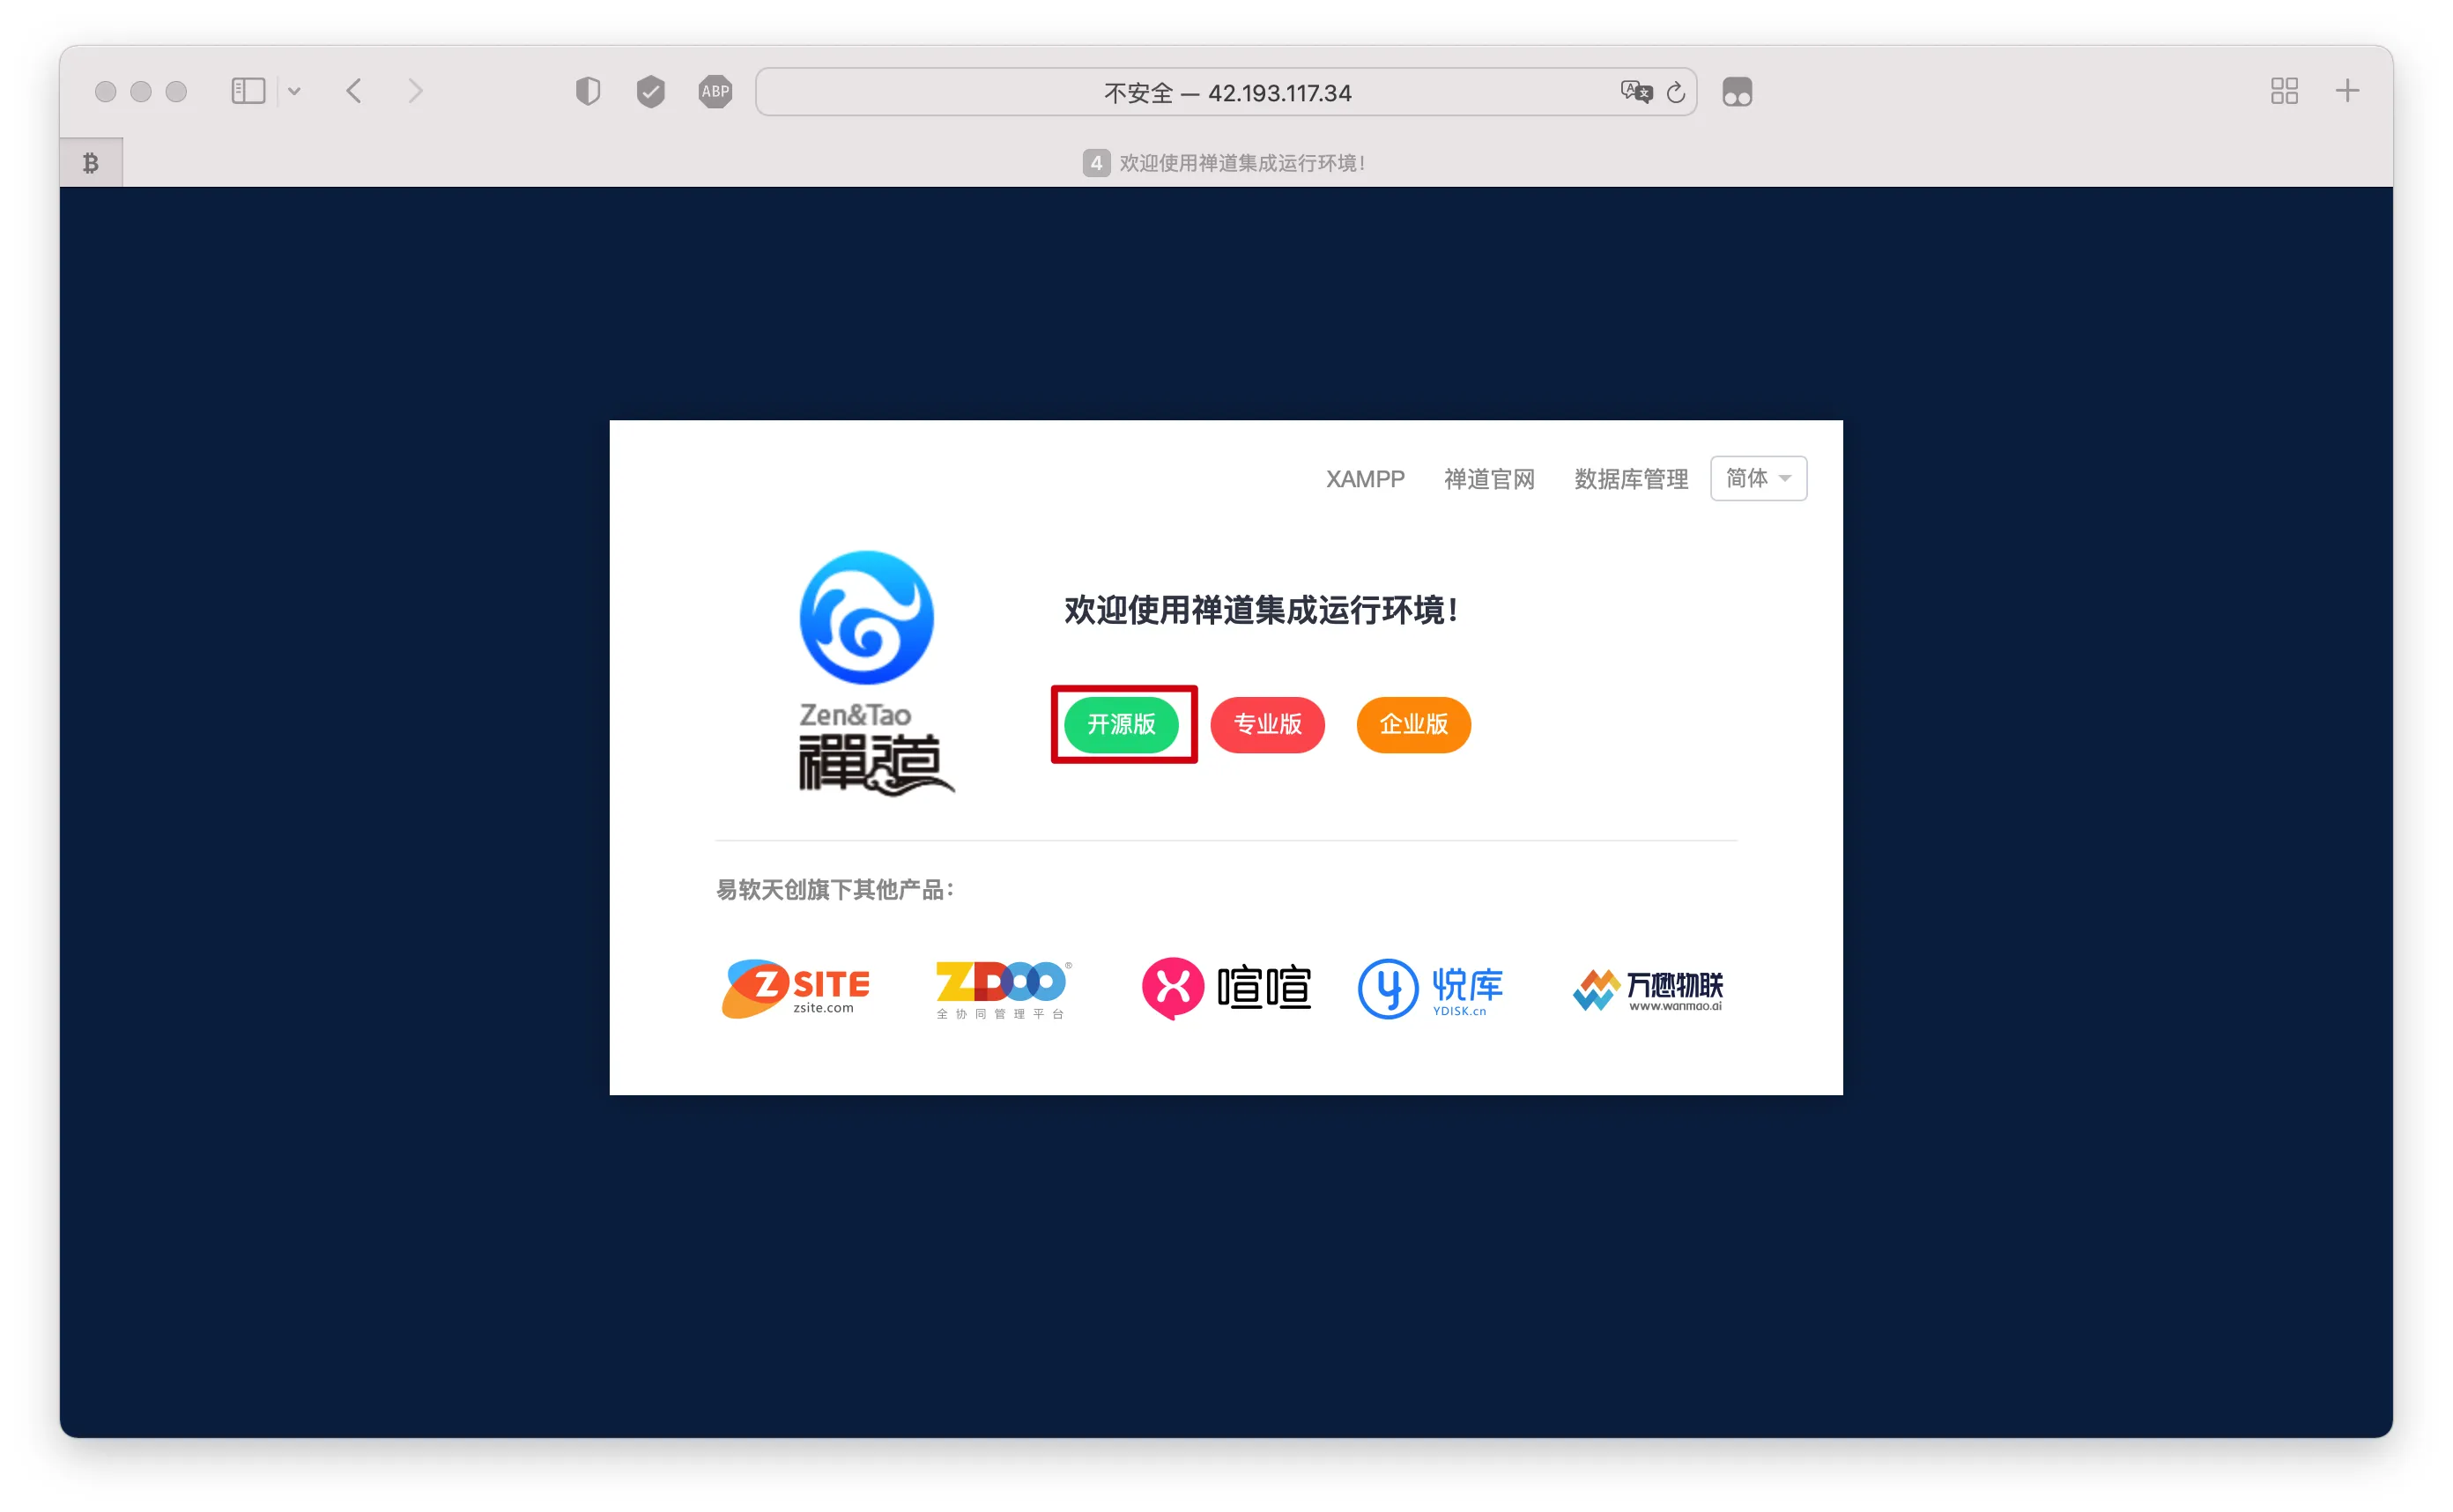 ABP
不安全 — 42.193.117.34
4 欢迎使用禅道集成运行环境！
XAMPP 禅道官网 数据库管理 简体
欢迎使用禅道集成运行环境！
开源版 专业版 企业版
Zen&Tao
禪道
易软天创旗下其他产品：
Z SITE
zsite.com
ZDOO®
全协同管理平台
喧喧
悦库
YDISK.cn
万懋物联
www.wanmao.ai